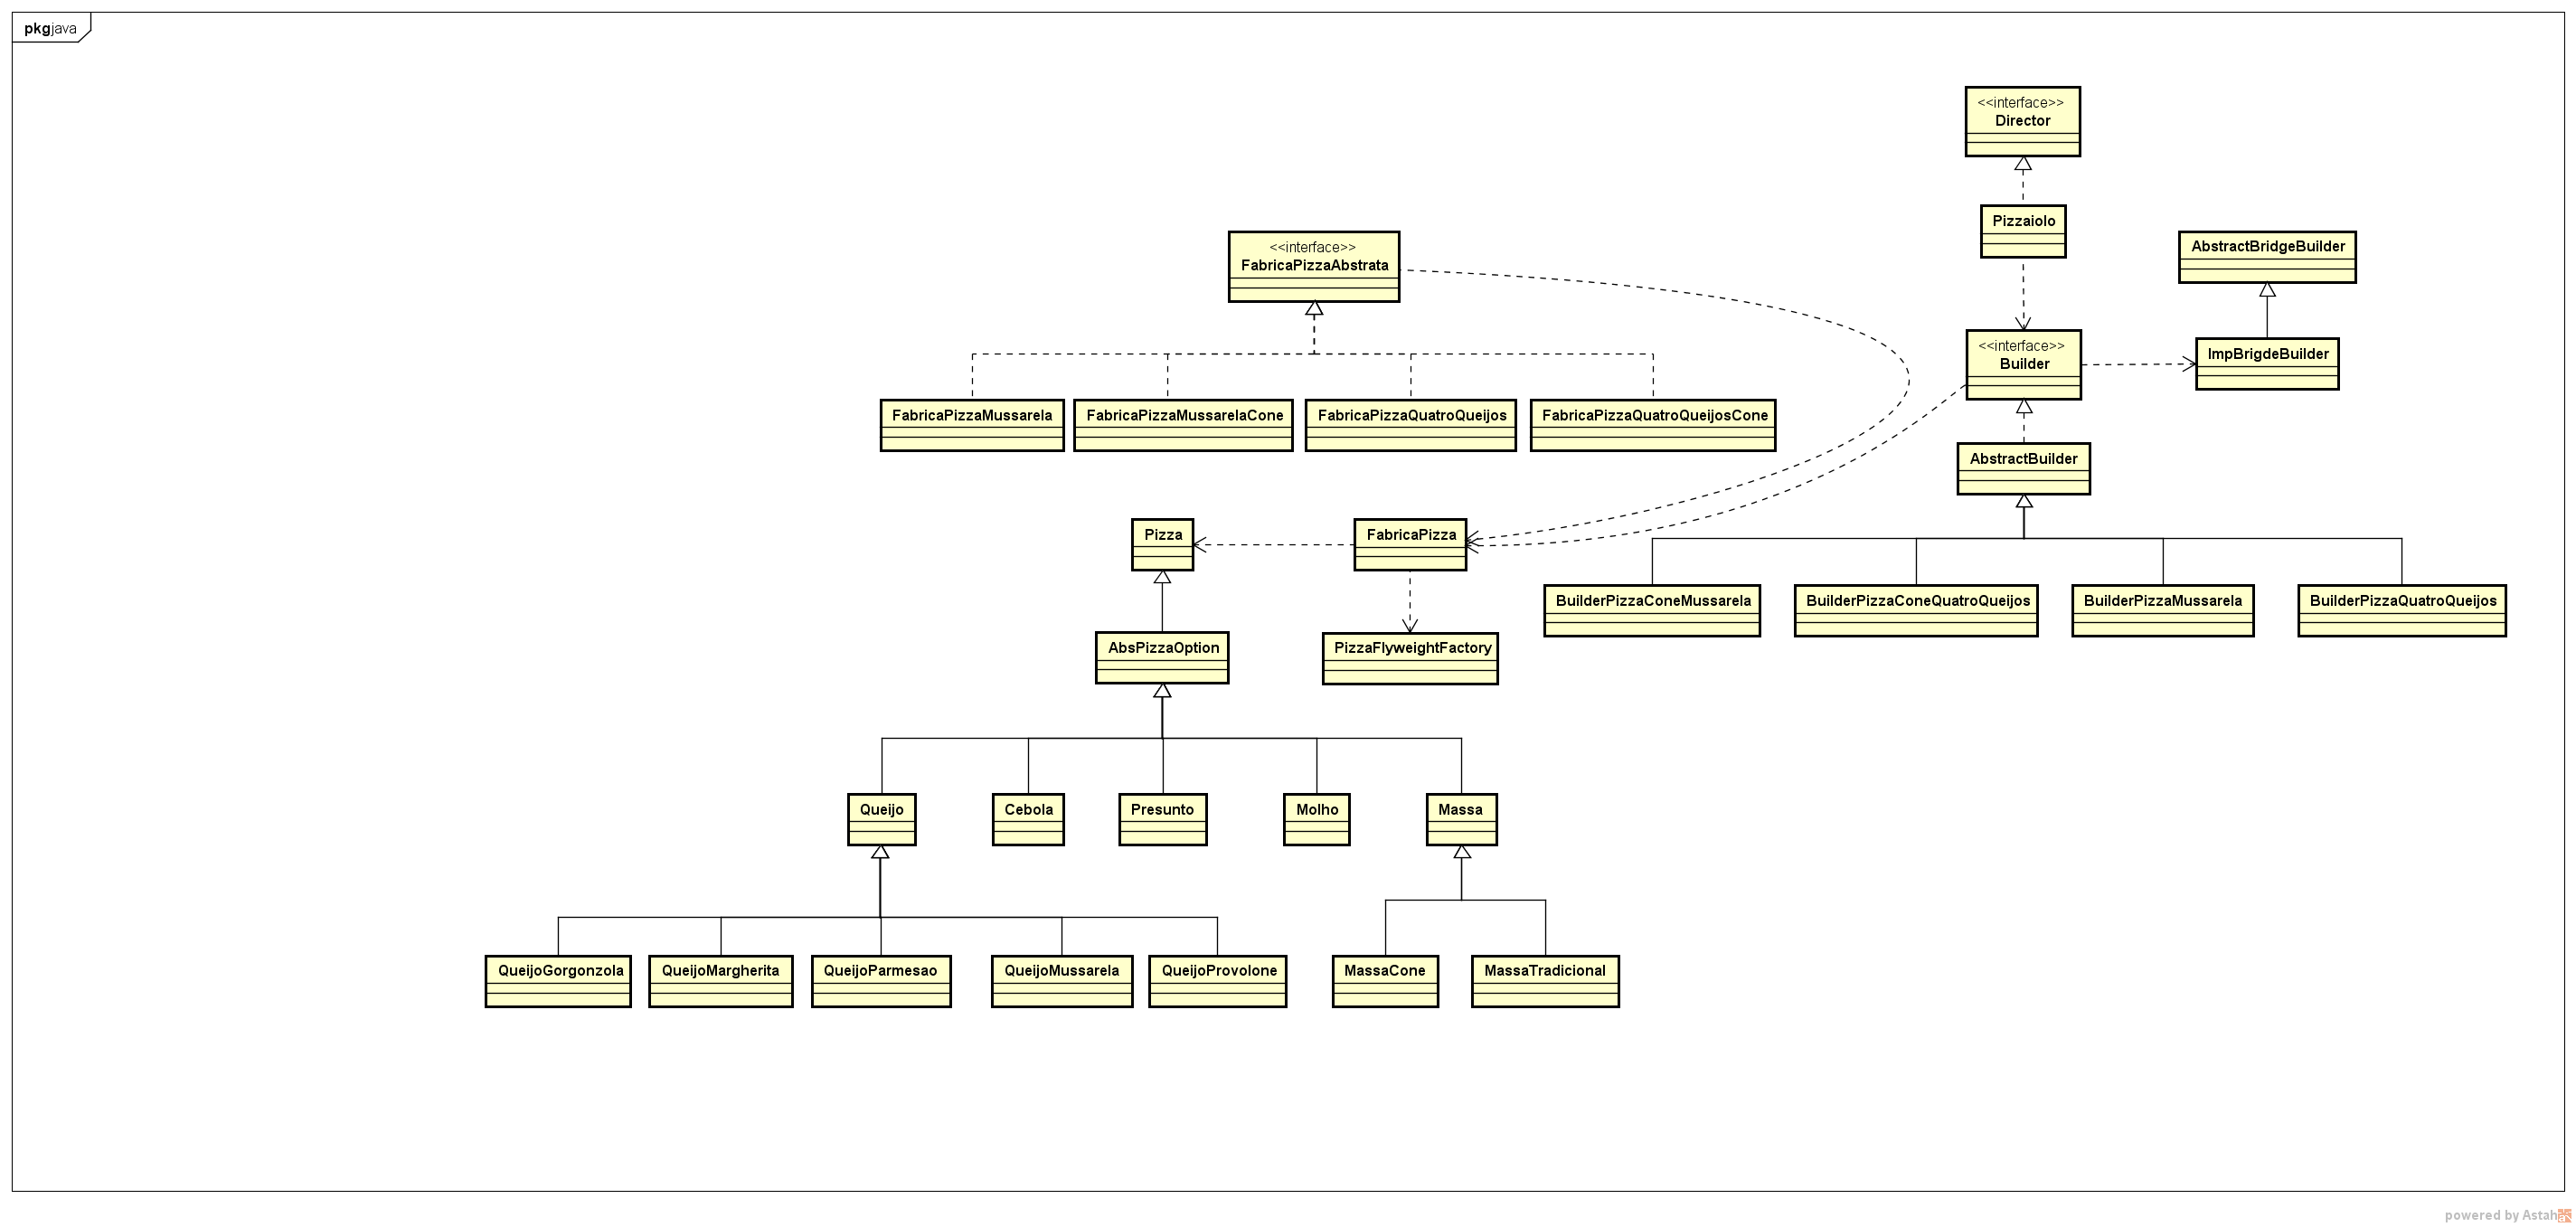 pkg java
<<interface>>
Director
Pizzaiolo
<<interface>>
FabricaPizzaAbstrata
AbstractBridgeBuilder
<<interface>>
Builder
ImpBrigdeBuilder
FabricaPizzaMussarela
FabricaPizzaMussarelaCone
FabricaPizzaQuatroQueijos
FabricaPizzaQuatroQueijosCone
AbstractBuilder
Pizza
FabricaPizza
BuilderPizzaConeMussarela
BuilderPizzaConeQuatroQueijos
BuilderPizzaMussarela
BuilderPizzaQuatroQueijos
AbsPizzaOption
PizzaFlyweightFactory
Queijo
Cebola
Presunto
Molho
Massa
QueijoGorgonzola
QueijoMargherita
QueijoParmesao
QueijoMussarela
QueijoProvolone
MassaCone
MassaTradicional
powered by Astah